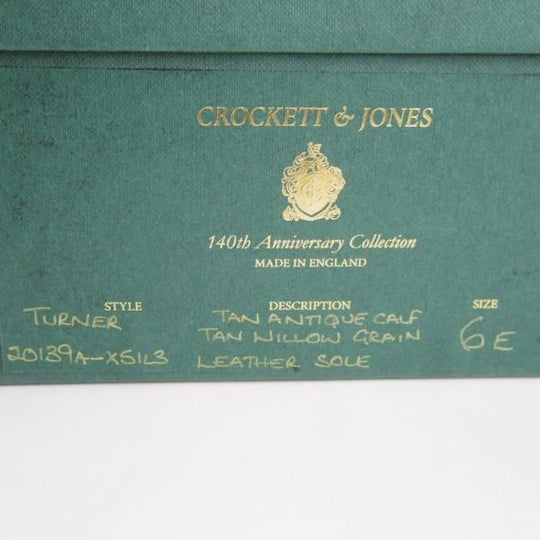 CROCKETT & JONES
140th Anniversary Collection
MADE IN ENGLAND
STYLE DESCRIPTION SIZE
TURNER TAN ANTIQUE CALF 6E
TAN WILLOW GRAIN
20139A-X51L3 LEATHER SOLE